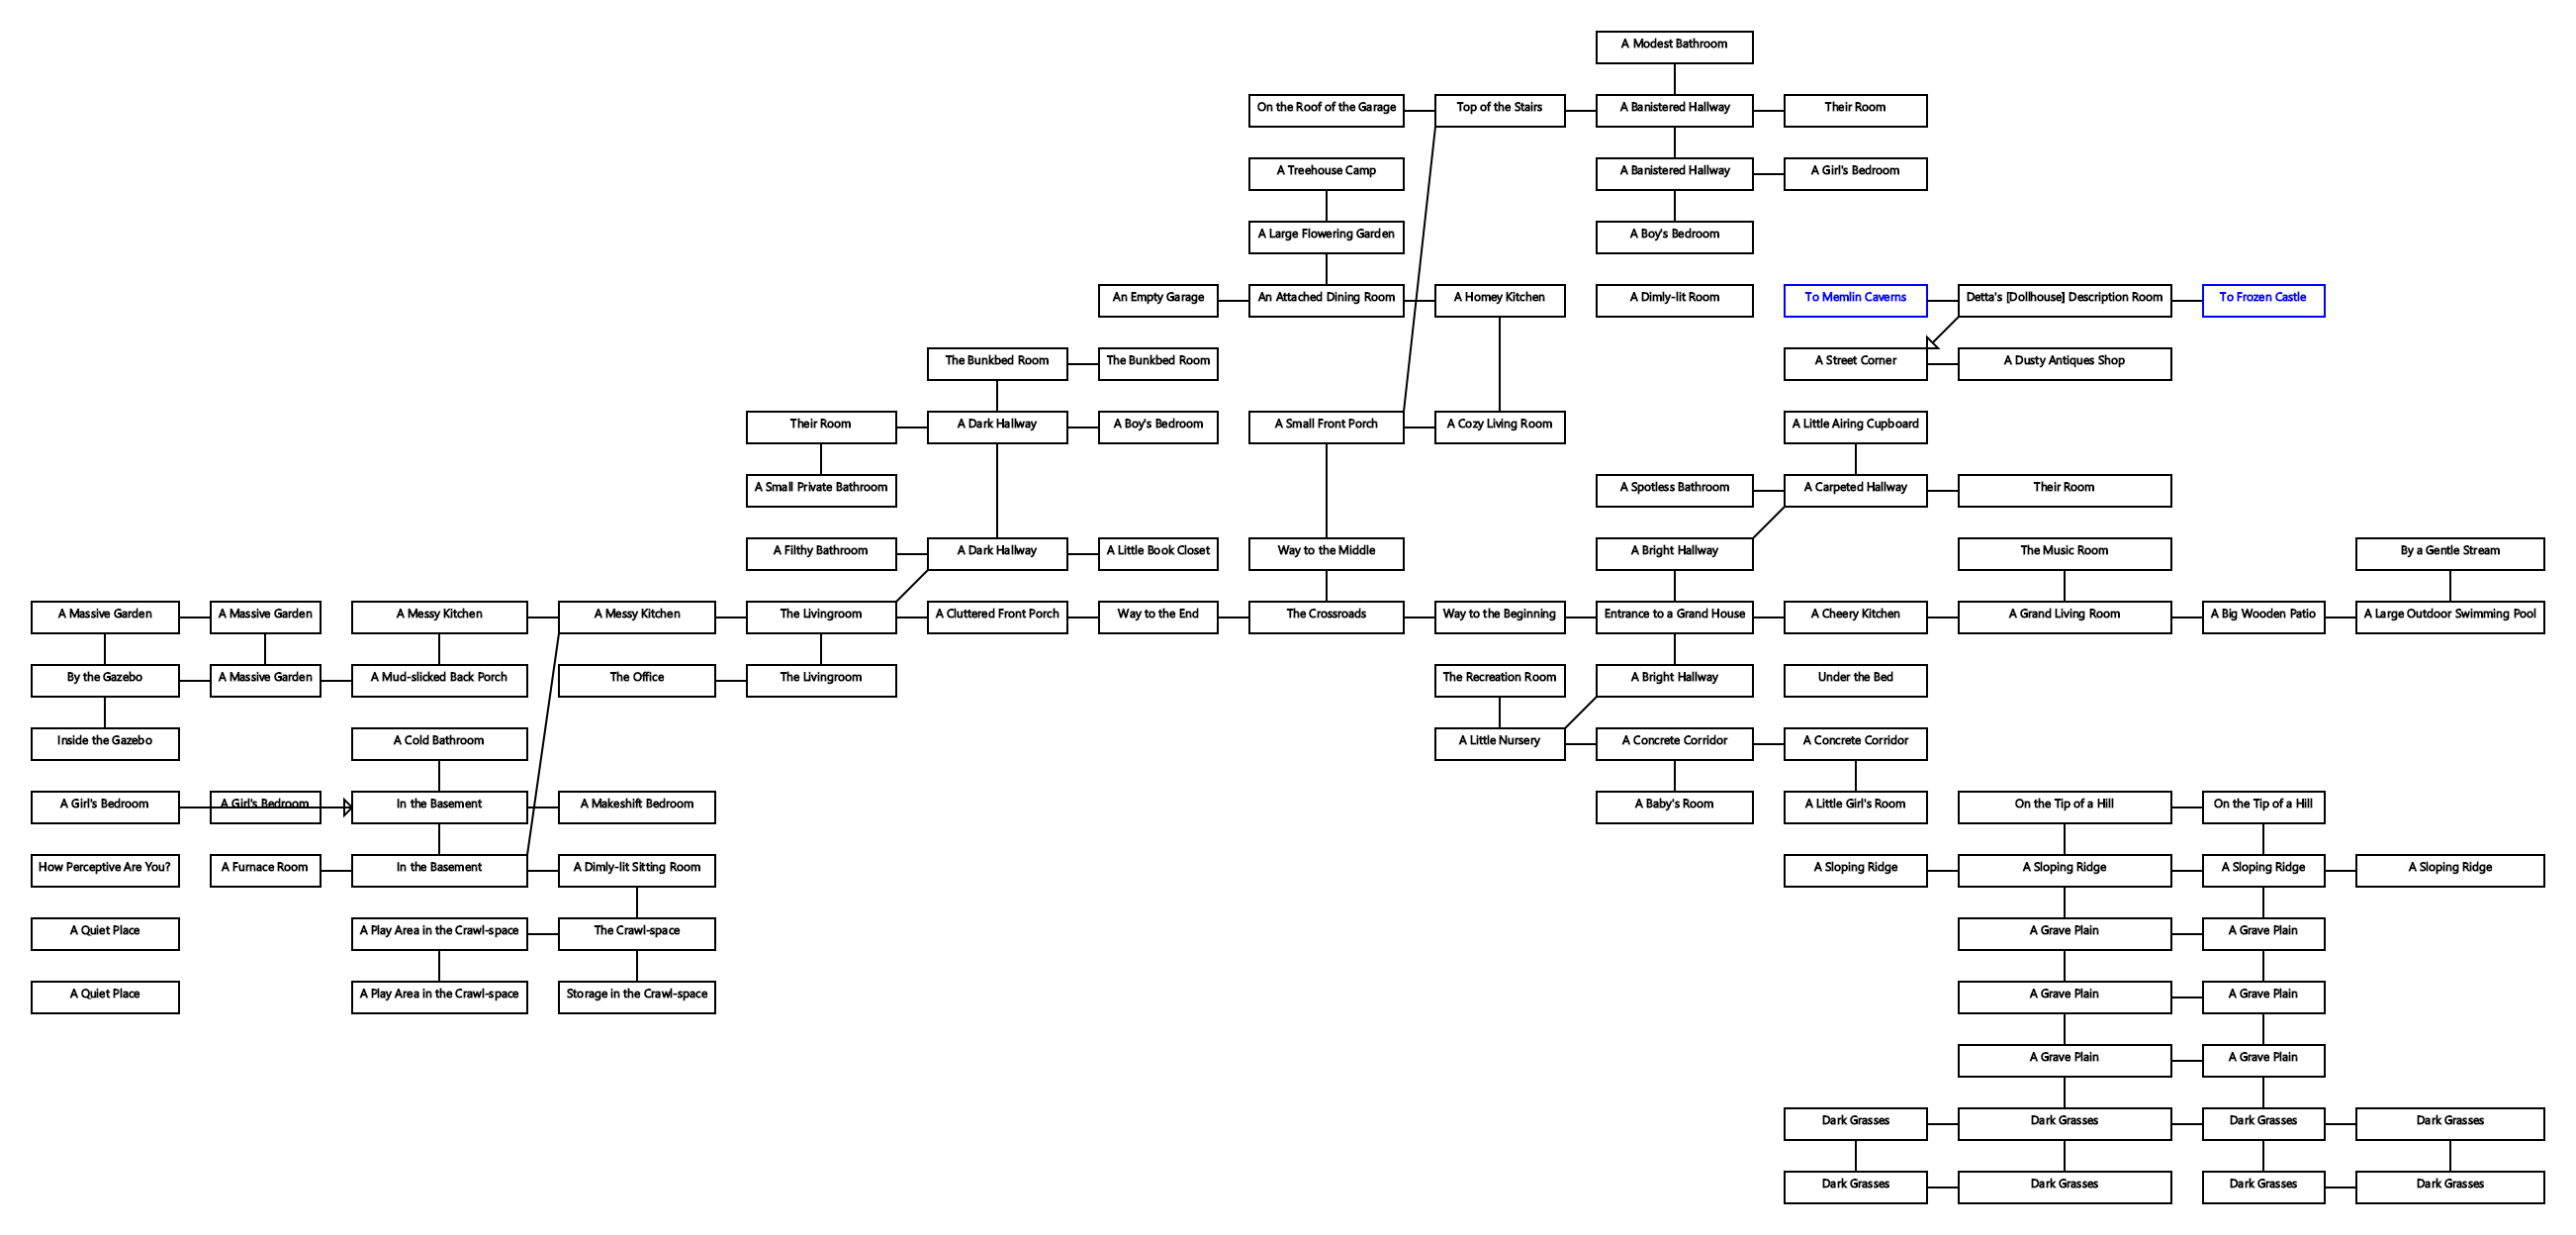 A Modest Bathroom
On the Roof of the Garage
Top of the Stairs
A Banistered Hallway
Their Room
A Treehouse Camp
A Banistered Hallway
A Girl's Bedroom
A Large Flowering Garden
A Boy's Bedroom
An Empty Garage
An Attached Dining Room
A Homey Kitchen
A Dimly-lit Room
To Memlin Caverns
Detta's [Dollhouse] Description Room
To Frozen Castle
The Bunkbed Room
The Bunkbed Room
A Street Corner
A Dusty Antiques Shop
Their Room
A Dark Hallway
A Boy's Bedroom
A Small Front Porch
A Cozy Living Room
A Little Airing Cupboard
A Small Private Bathroom
A Spotless Bathroom
A Carpeted Hallway
Their Room
A Filthy Bathroom
A Dark Hallway
A Little Book Closet
Way to the Middle
A Bright Hallway
The Music Room
By a Gentle Stream
A Massive Garden
A Massive Garden
A Messy Kitchen
A Messy Kitchen
The Livingroom
A Cluttered Front Porch
Way to the End
The Crossroads
Way to the Beginning
Entrance to a Grand House
A Cheery Kitchen
A Grand Living Room
A Big Wooden Patio
A Large Outdoor Swimming Pool
By the Gazebo
A Massive Garden
A Mud-slicked Back Porch
The Office
The Livingroom
The Recreation Room
A Bright Hallway
Under the Bed
Inside the Gazebo
A Cold Bathroom
A Little Nursery
A Concrete Corridor
A Concrete Corridor
A Girl's Bedroom
A Girl's Bedroom
In the Basement
A Makeshift Bedroom
A Baby's Room
A Little Girl's Room
On the Tip of a Hill
On the Tip of a Hill
How Perceptive Are You?
A Furnace Room
In the Basement
A Dimly-lit Sitting Room
A Sloping Ridge
A Sloping Ridge
A Sloping Ridge
A Sloping Ridge
A Quiet Place
A Play Area in the Crawl-space
The Crawl-space
A Grave Plain
A Grave Plain
A Quiet Place
A Play Area in the Crawl-space
Storage in the Crawl-space
A Grave Plain
A Grave Plain
A Grave Plain
A Grave Plain
Dark Grasses
Dark Grasses
Dark Grasses
Dark Grasses
Dark Grasses
Dark Grasses
Dark Grasses
Dark Grasses